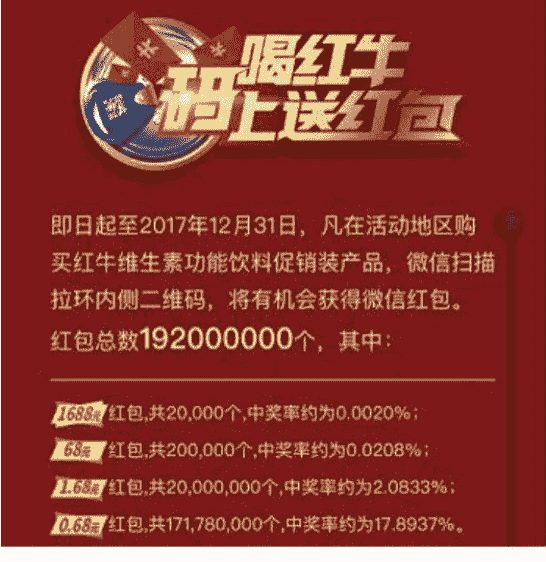 喝红牛
码上送红包
即日起至2017年12月31日，凡在活动地区购
买红牛维生素功能饮料促销装产品，微信扫描
拉环内侧二维码，将有机会获得微信红包。
红包总数192000000个，其中：
1688元 红包,共20,000个,中奖率约为0.0020%；
68元 红包,共200,000个,中奖率约为0.0208%；
1.68元 红包,共20,000,000个,中奖率约为2.0833%；
0.68元 红包,共171,780,000个,中奖率约为17.8937%。